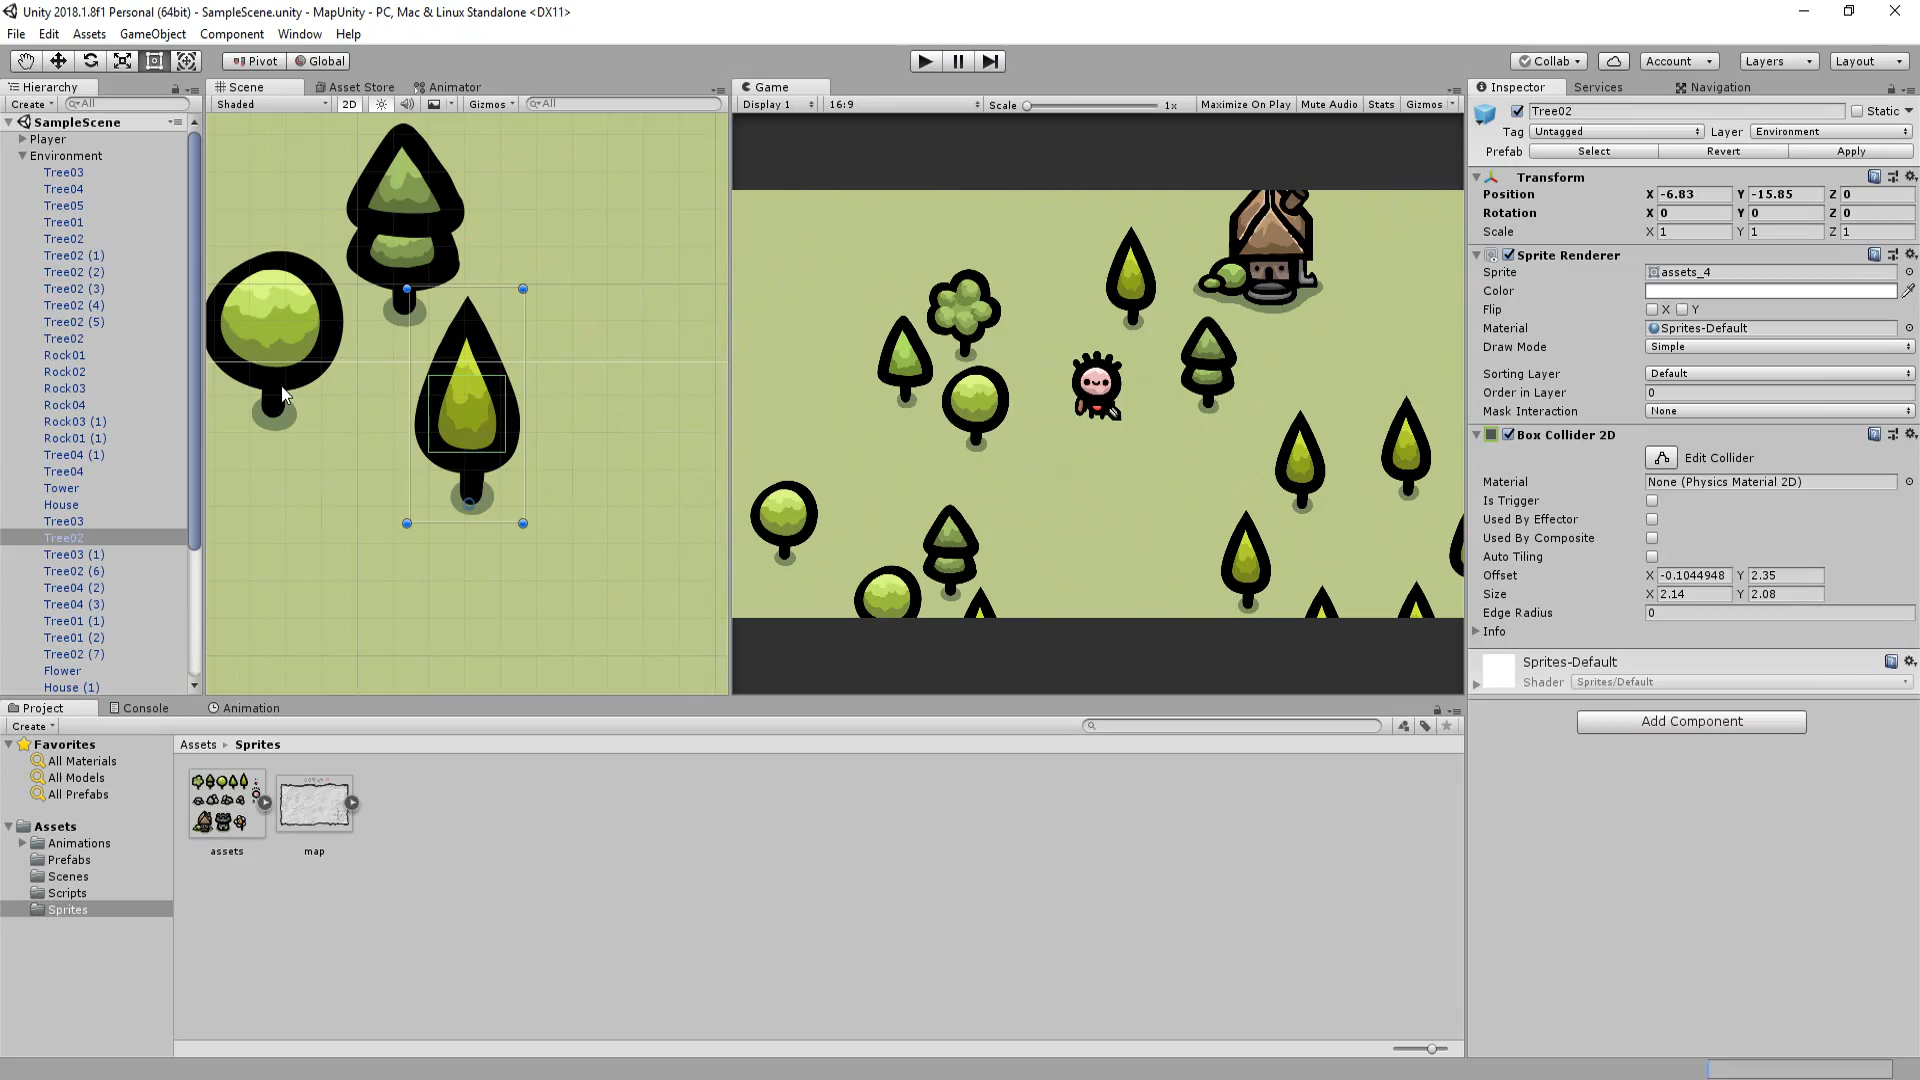 Unity 2018.1.8f1 Personal (64bit) - SampleScene.unity - MapUnity - PC, Mac & Linux Standalone <DX11>
File Edit Assets GameObject Component Window Help
Pivot Global Collab Account Layers Layout
Hierarchy
Create All
SampleScene
Player
Environment
Tree03
Tree04
Tree05
Tree01
Tree02
Tree02 (1)
Tree02 (2)
Tree02 (3)
Tree02 (4)
Tree02 (5)
Tree02
Rock01
Rock02
Rock03
Rock04
Rock03 (1)
Rock01 (1)
Tree04 (1)
Tree04
Tower
House
Tree03
Tree02
Tree03 (1)
Tree02 (6)
Tree04 (2)
Tree04 (3)
Tree01 (1)
Tree01 (2)
Tree02 (7)
Flower
House (1)
Scene Asset Store Animator
Shaded 2D Gizmos All
Game
Display 1 16:9 Scale 1x Maximize On Play Mute Audio Stats Gizmos
Inspector Services Navigation
Tree02 Static
Tag Untagged Layer Environment
Prefab Select Revert Apply
Transform
Position X -6.83 Y -15.85 Z 0
Rotation X 0 Y 0 Z 0
Scale X 1 Y 1 Z 1
Sprite Renderer
Sprite assets_4
Color
Flip X Y
Material Sprites-Default
Draw Mode Simple
Sorting Layer Default
Order in Layer 0
Mask Interaction None
Box Collider 2D
Edit Collider
Material None (Physics Material 2D)
Is Trigger
Used By Effector
Used By Composite
Auto Tiling
Offset X -0.1044948 Y 2.35
Size X 2.14 Y 2.08
Edge Radius 0
Info
Sprites-Default
Shader Sprites/Default
Add Component
Project Console Animation
Create
Favorites
All Materials
All Models
All Prefabs
Assets
Animations
Prefabs
Scenes
Scripts
Sprites
Assets Sprites
assets map